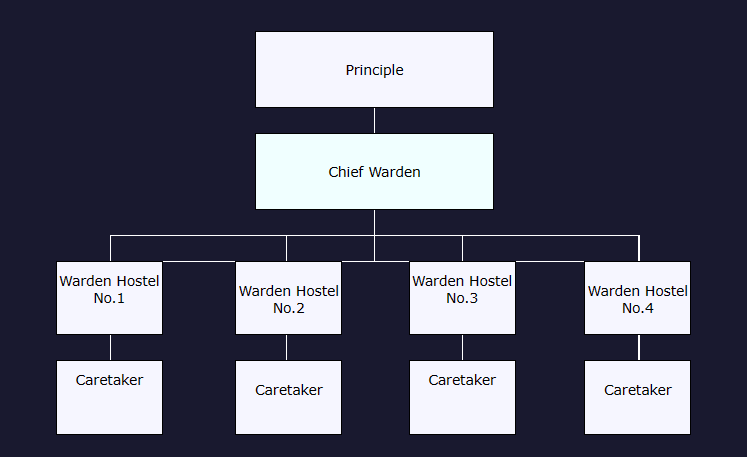 Principle
Chief Warden
Warden Hostel
No.1
Warden Hostel
No.2
Warden Hostel
No.3
Warden Hostel
No.4
Caretaker
Caretaker
Caretaker
Caretaker